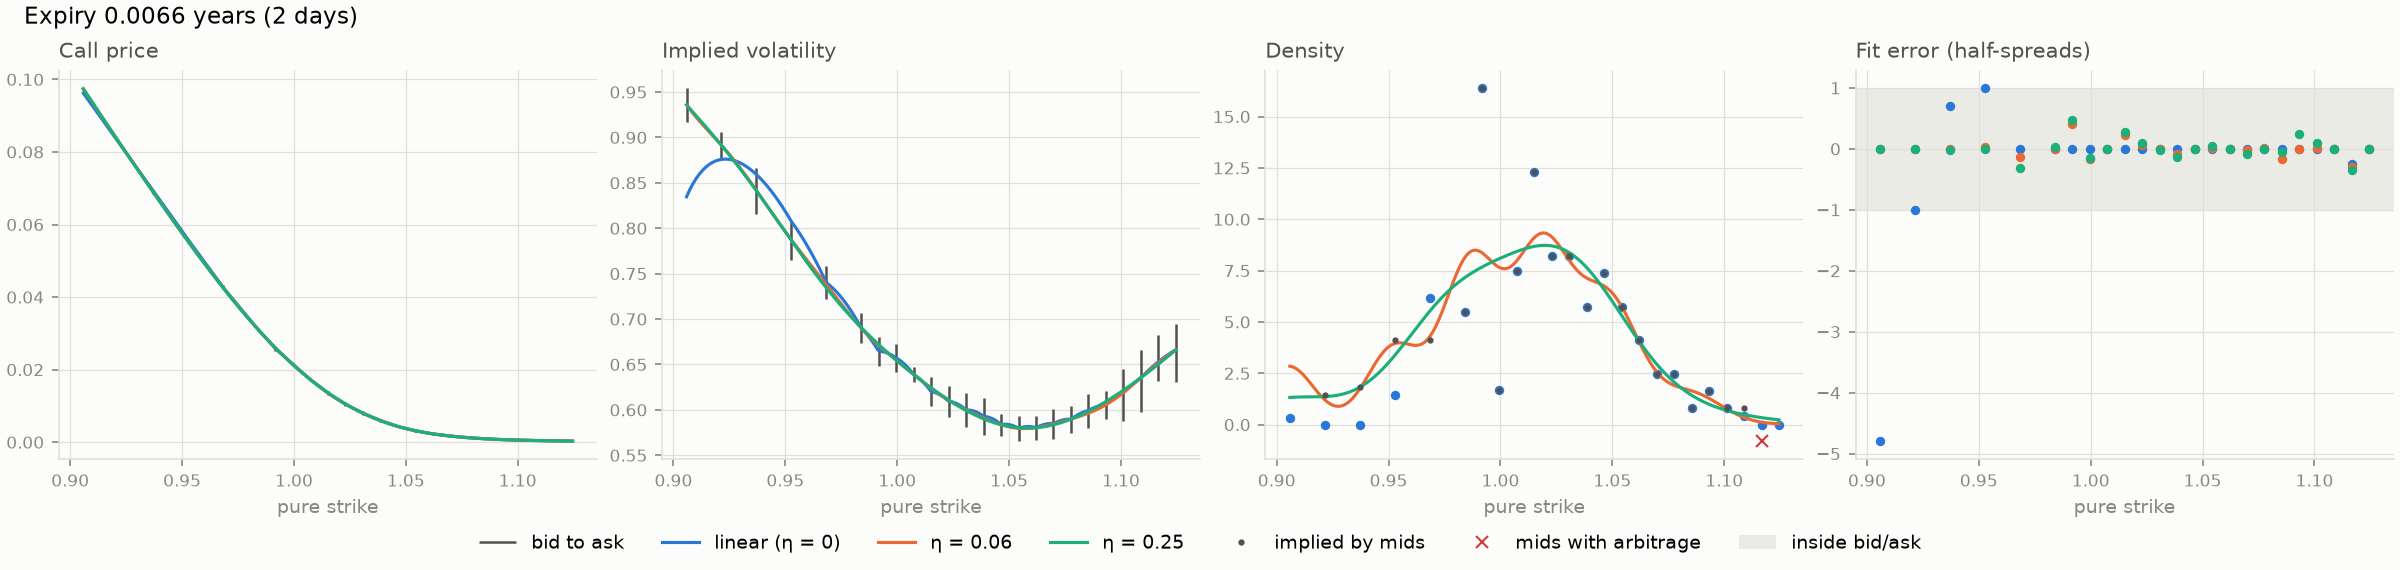 Expiry 0.0066 years (2 days)
Call price
0.10
0.08
0.06
0.04
0.02
0.00
0.90 0.95 1.00 1.05 1.10
pure strike
Implied volatility
0.95
0.90
0.85
0.80
0.75
0.70
0.65
0.60
0.55
0.90 0.95 1.00 1.05 1.10
pure strike
Density
15.0
12.5
10.0
7.5
5.0
2.5
0.0
0.90 0.95 1.00 1.05 1.10
pure strike
Fit error (half-spreads)
1
0
−1
−2
−3
−4
−5
0.90 0.95 1.00 1.05 1.10
pure strike
bid to ask
linear (η = 0)
η = 0.06
η = 0.25
implied by mids
mids with arbitrage
inside bid/ask